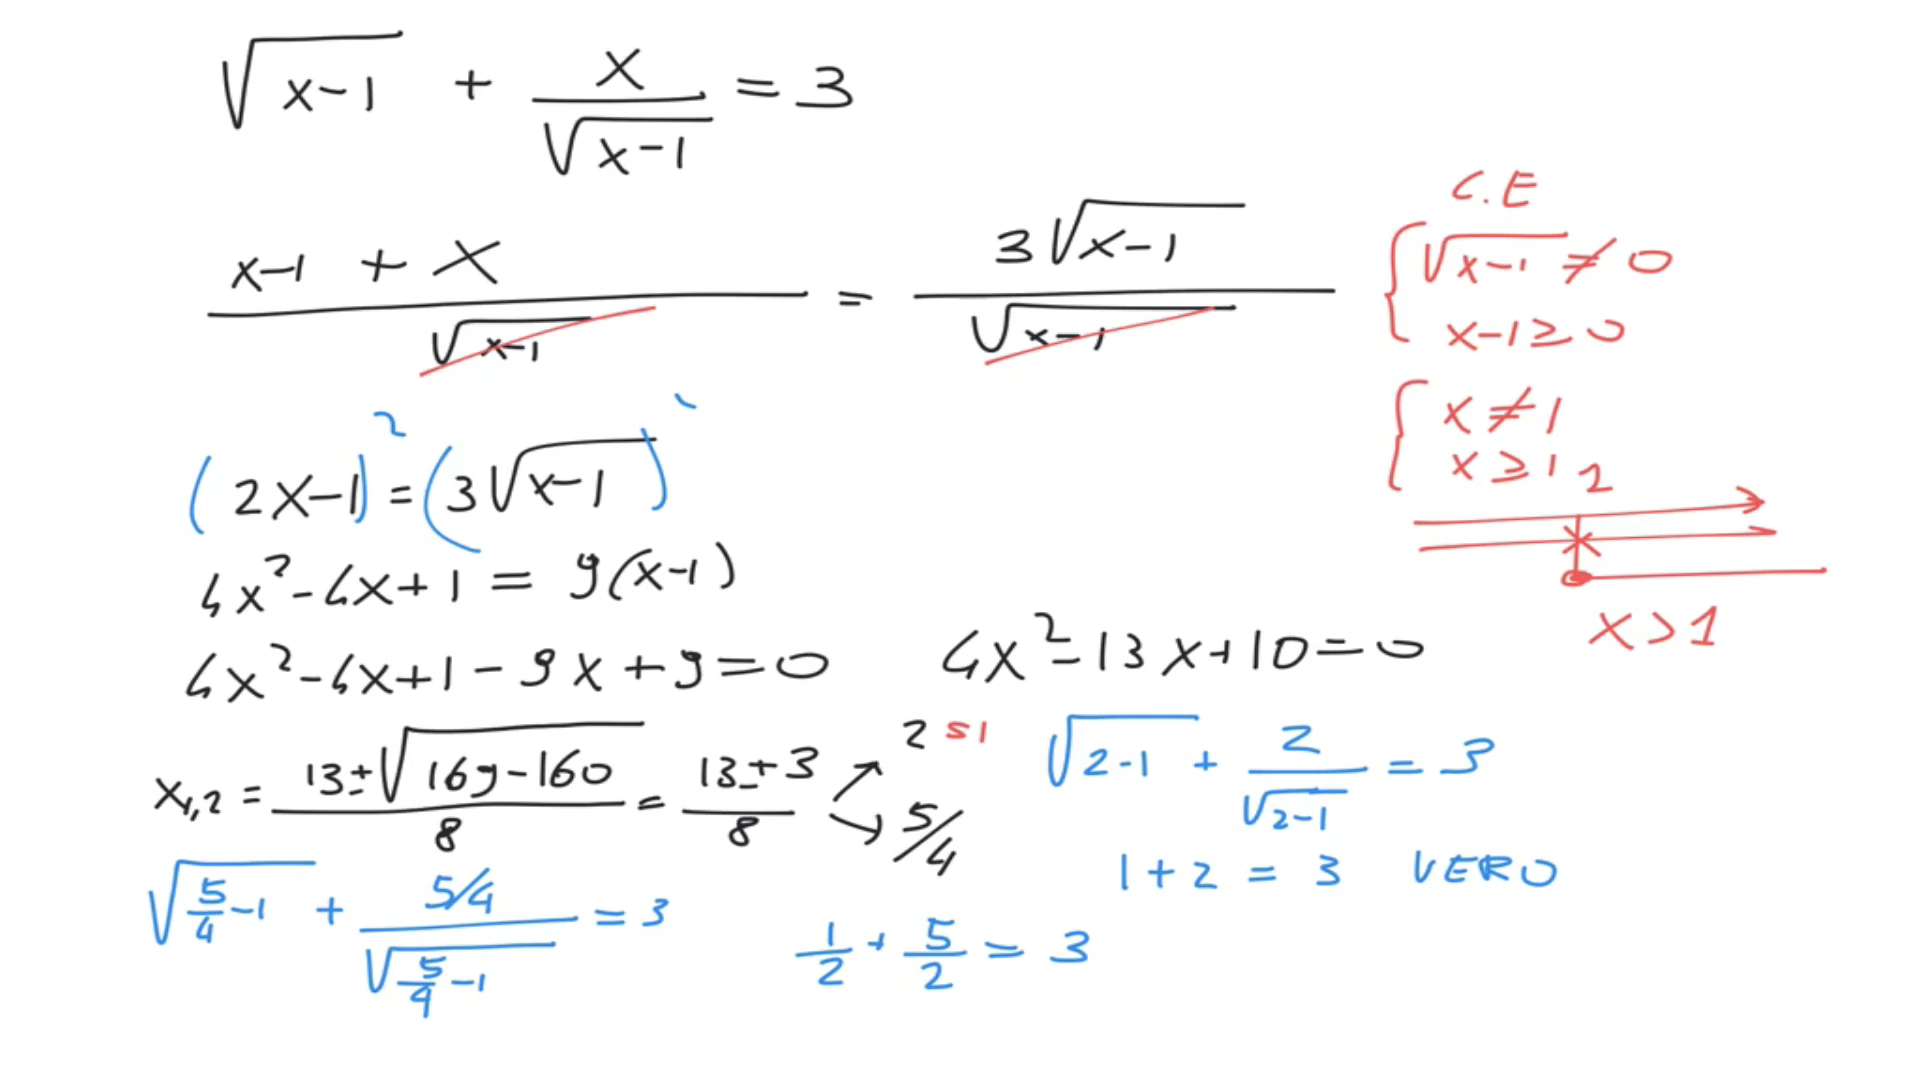 √(x-1) + x/√(x-1) = 3
(x-1 + x)/√(x-1) = 3√(x-1)/√(x-1)
C.E
{ √(x-1) ≠ 0
x-1 ≥ 0
{ x ≠ 1
x ≥ 1
2
x > 1
(2x-1)² = (3√(x-1))
4x² - 4x + 1 = 9(x-1)
4x² - 4x + 1 - 9x + 9 = 0
4x² - 13x + 10 = 0
x₁,₂ = (13 ± √(169 - 160))/8 = (13 ± 3)/8
2 SI
5/4
√(2-1) + 2/√(2-1) = 3
1 + 2 = 3 VERO
√(5/4 - 1) + (5/4)/√(5/4 - 1) = 3
1/2 + 5/2 = 3